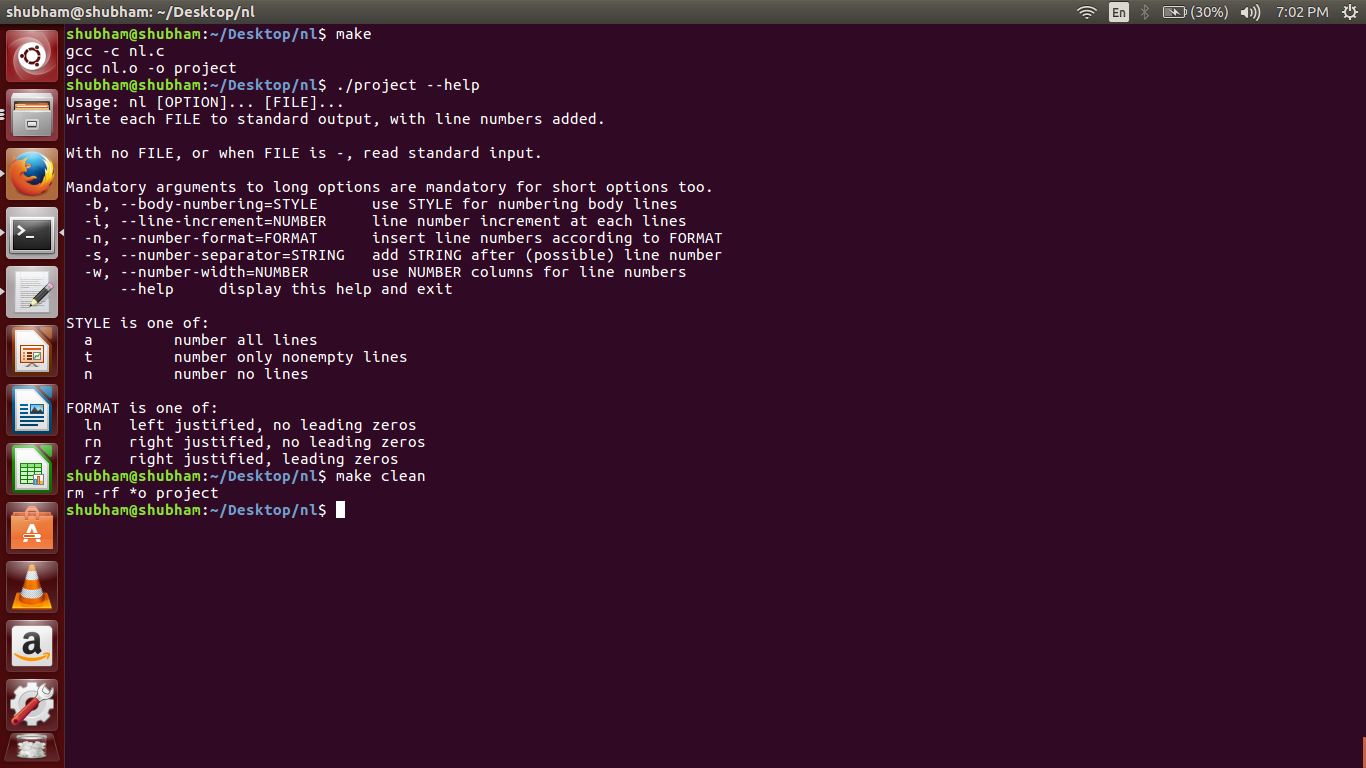 shubham@shubham: ~/Desktop/nl
En
(30%)
7:02 PM
shubham@shubham:~/Desktop/nl$ make
gcc -c nl.c
gcc nl.o -o project
shubham@shubham:~/Desktop/nl$ ./project --help
Usage: nl [OPTION]... [FILE]...
Write each FILE to standard output, with line numbers added.
With no FILE, or when FILE is -, read standard input.
Mandatory arguments to long options are mandatory for short options too.
  -b, --body-numbering=STYLE      use STYLE for numbering body lines
  -i, --line-increment=NUMBER     line number increment at each lines
  -n, --number-format=FORMAT      insert line numbers according to FORMAT
  -s, --number-separator=STRING   add STRING after (possible) line number
  -w, --number-width=NUMBER       use NUMBER columns for line numbers
      --help     display this help and exit
STYLE is one of:
  a         number all lines
  t         number only nonempty lines
  n         number no lines
FORMAT is one of:
  ln   left justified, no leading zeros
  rn   right justified, no leading zeros
  rz   right justified, leading zeros
shubham@shubham:~/Desktop/nl$ make clean
rm -rf *o project
shubham@shubham:~/Desktop/nl$